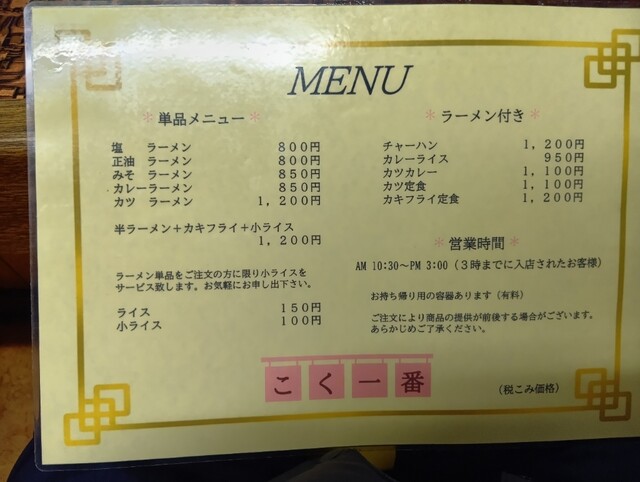 MENU
＊単品メニュー＊
塩　ラーメン　８００円
正油　ラーメン　８００円
みそ　ラーメン　８５０円
カレーラーメン　８５０円
カツ　ラーメン　１，２００円
半ラーメン＋カキフライ＋小ライス
１，２００円
ラーメン単品をご注文の方に限り小ライスを
サービス致します。お気軽にお申し出下さい。
ライス　１５０円
小ライス　１００円
＊ラーメン付き＊
チャーハン　１，２００円
カレーライス　９５０円
カツカレー　１，１００円
カツ定食　１，１００円
カキフライ定食　１，２００円
＊営業時間＊
AM 10:30～PM 3:00（３時までに入店されたお客様）
お持ち帰り用の容器あります（有料）
ご注文により商品の提供が前後する場合がございます。
あらかじめご了承ください。
こく一番
（税こみ価格）